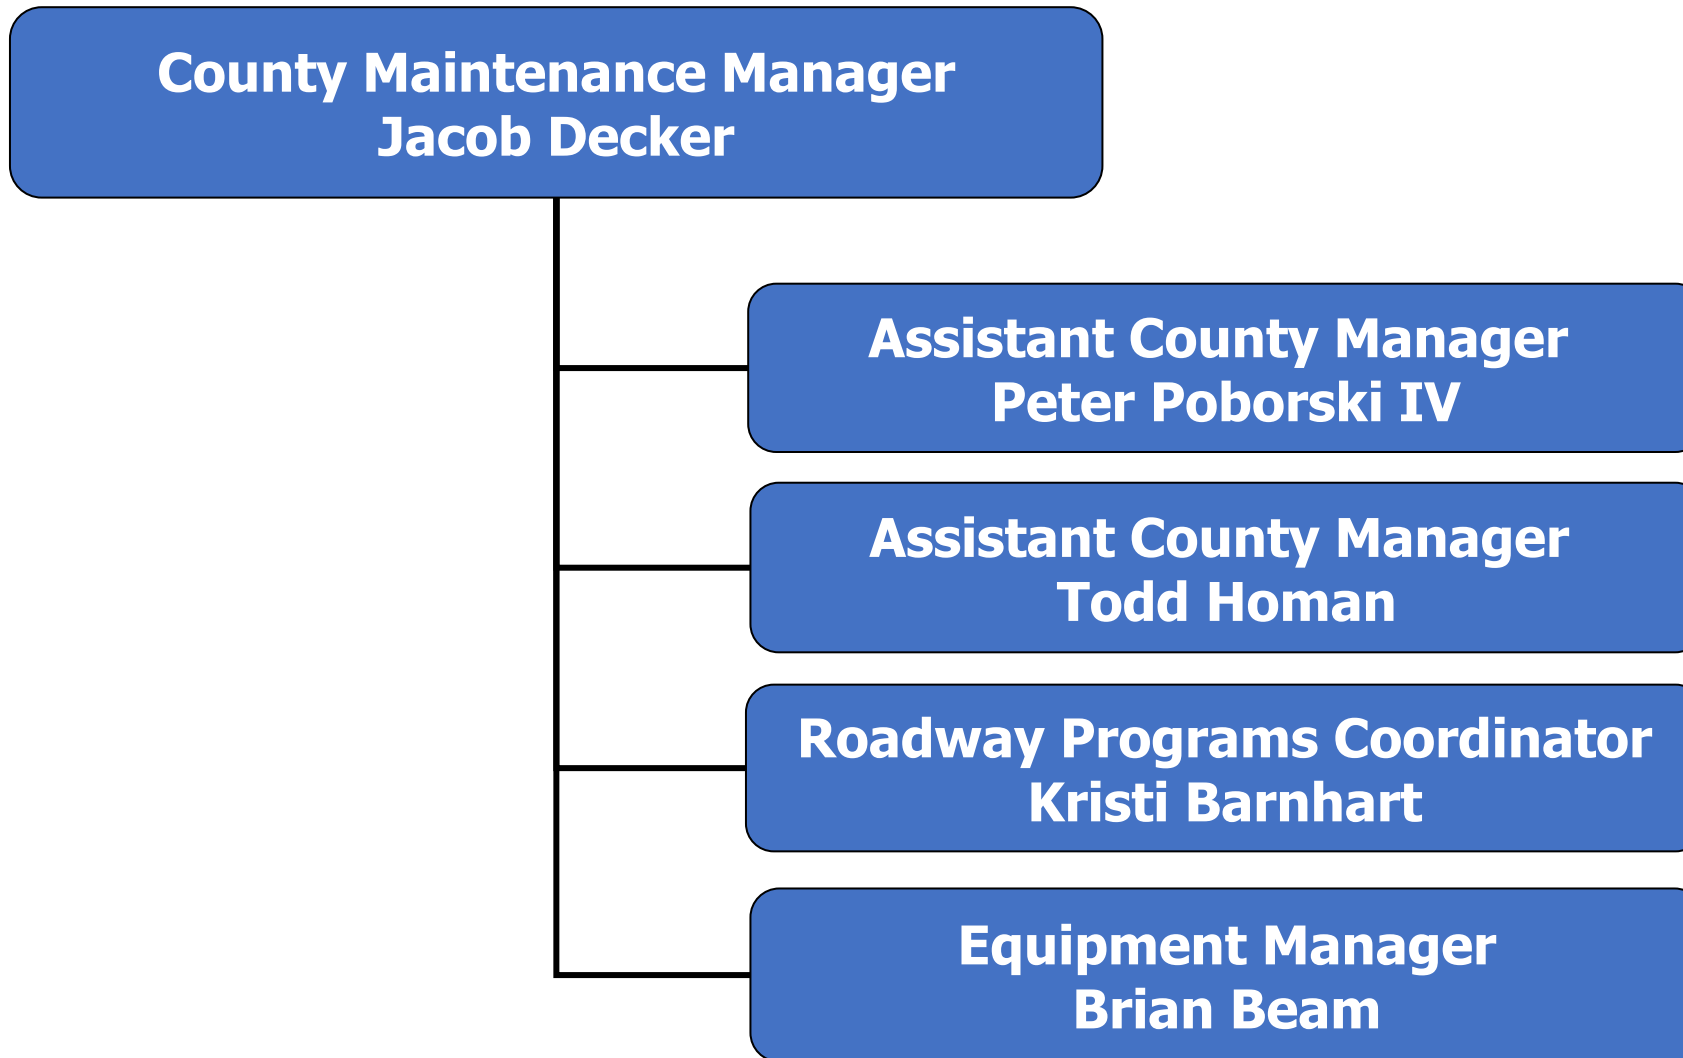 County Maintenance Manager
Jacob Decker
Assistant County Manager
Peter Poborski IV
Assistant County Manager
Todd Homan
Roadway Programs Coordinator
Kristi Barnhart
Equipment Manager
Brian Beam